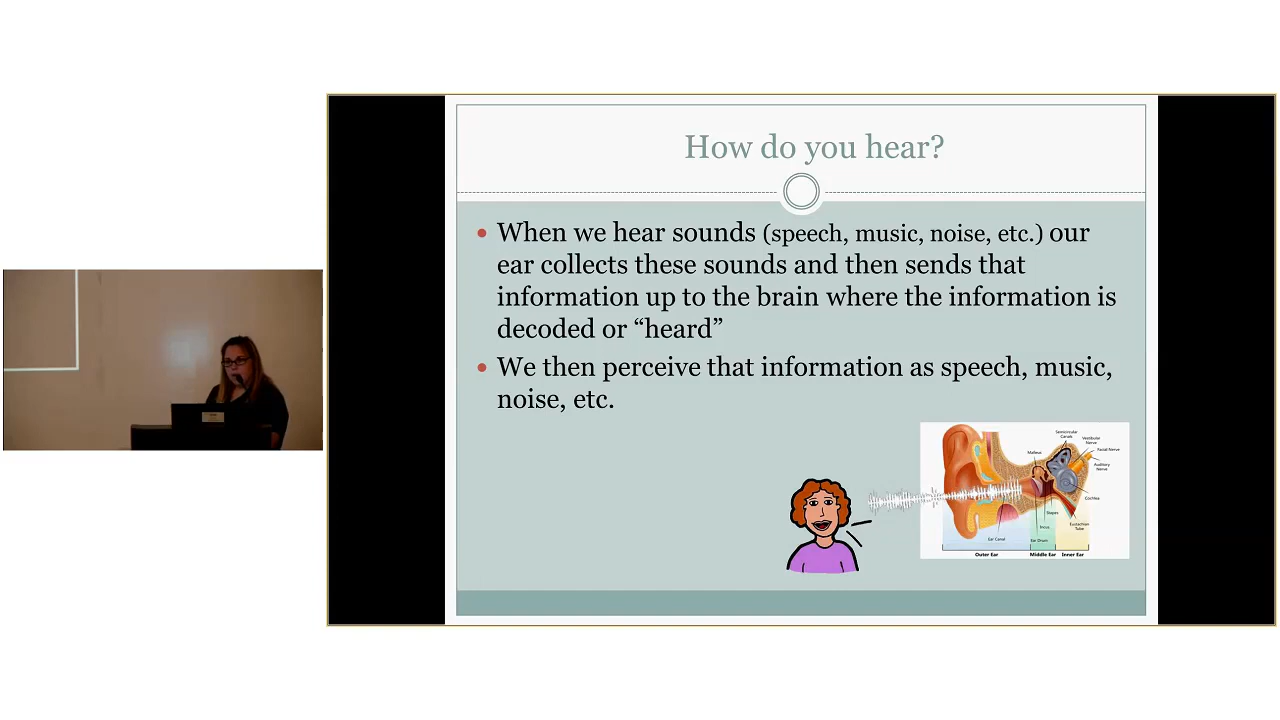 How do you hear?
• When we hear sounds (speech, music, noise, etc.) our
ear collects these sounds and then sends that
information up to the brain where the information is
decoded or “heard”
• We then perceive that information as speech, music,
noise, etc.
Semicircular
Canals
Vestibular
Nerve
Facial Nerve
Malleus
Auditory
Nerve
Cochlea
Stapes
Incus
Eustachian
Tube
Ear Canal
Ear Drum
Outer Ear
Middle Ear
Inner Ear